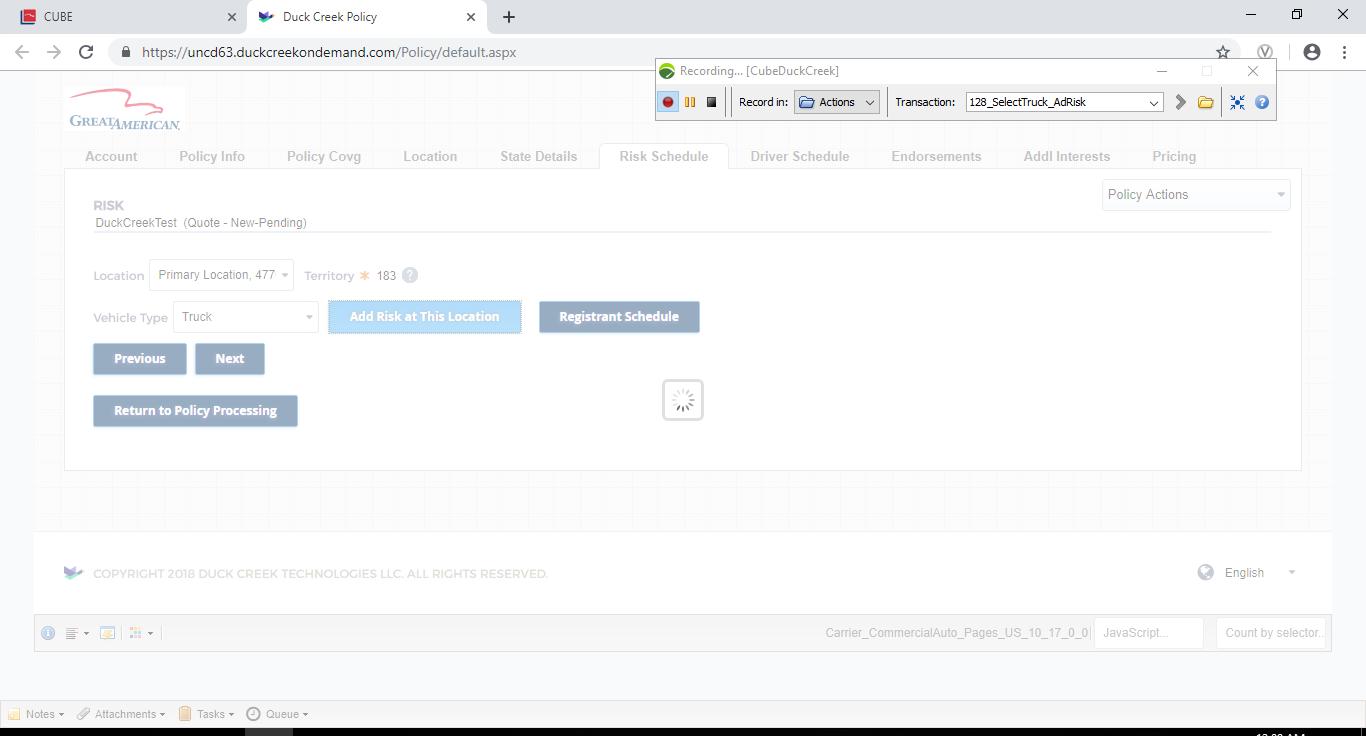 CUBE
Duck Creek Policy
https://uncd63.duckcreekondemand.com/Policy/default.aspx
Recording... [CubeDuckCreek]
Record in: Actions Transaction: 128_SelectTruck_AdRisk
GREAT AMERICAN.
Account Policy Info Policy Covg Location State Details Risk Schedule Driver Schedule Endorsements Addl Interests Pricing
Policy Actions
RISK
DuckCreekTest (Quote - New-Pending)
Location Primary Location, 477 Territory * 183 ?
Vehicle Type Truck Add Risk at This Location Registrant Schedule
Previous Next
Return to Policy Processing
COPYRIGHT 2018 DUCK CREEK TECHNOLOGIES LLC. ALL RIGHTS RESERVED.
English
Carrier_CommercialAuto_Pages_US_10_17_0_0 JavaScript... Count by selector..
Notes Attachments Tasks Queue